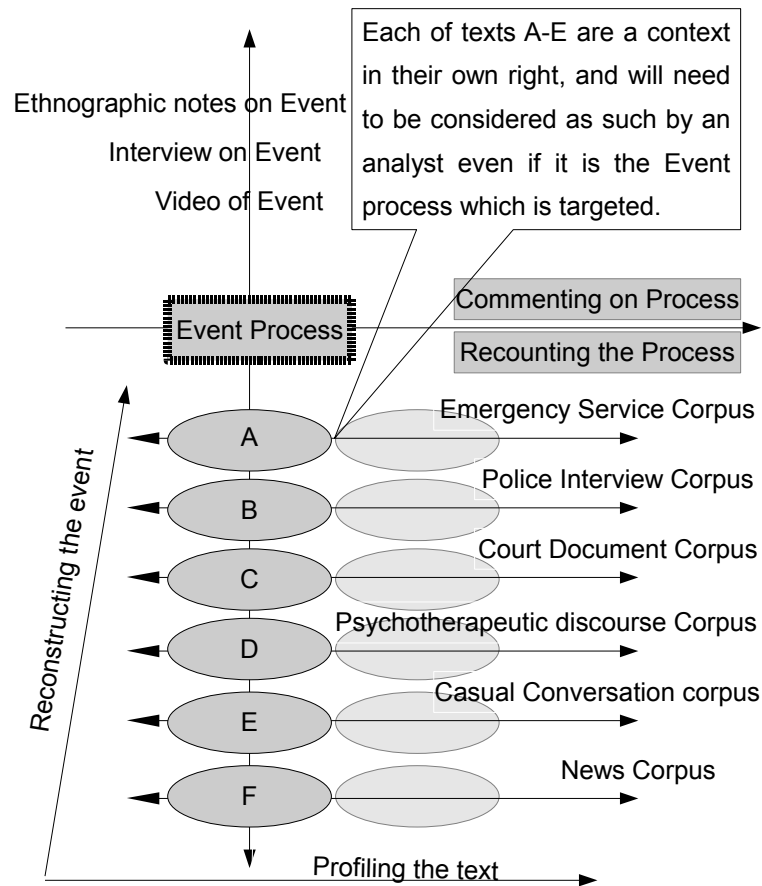 Each of texts A-E are a context
in their own right, and will need
to be considered as such by an
analyst even if it is the Event
process which is targeted.
Ethnographic notes on Event
Interview on Event
Video of Event
Commenting on Process
Event Process
Recounting the Process
Reconstructing the event
A
Emergency Service Corpus
B
Police Interview Corpus
C
Court Document Corpus
D
Psychotherapeutic discourse Corpus
E
Casual Conversation corpus
F
News Corpus
Profiling the text